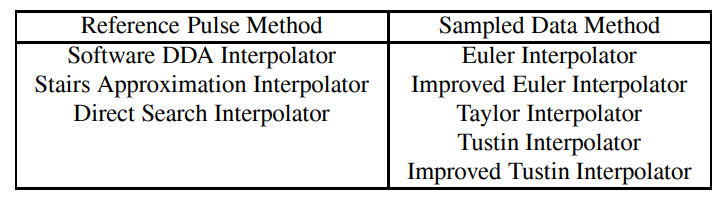 Reference Pulse Method Sampled Data Method
Software DDA Interpolator Euler Interpolator
Stairs Approximation Interpolator Improved Euler Interpolator
Direct Search Interpolator Taylor Interpolator
Tustin Interpolator
Improved Tustin Interpolator